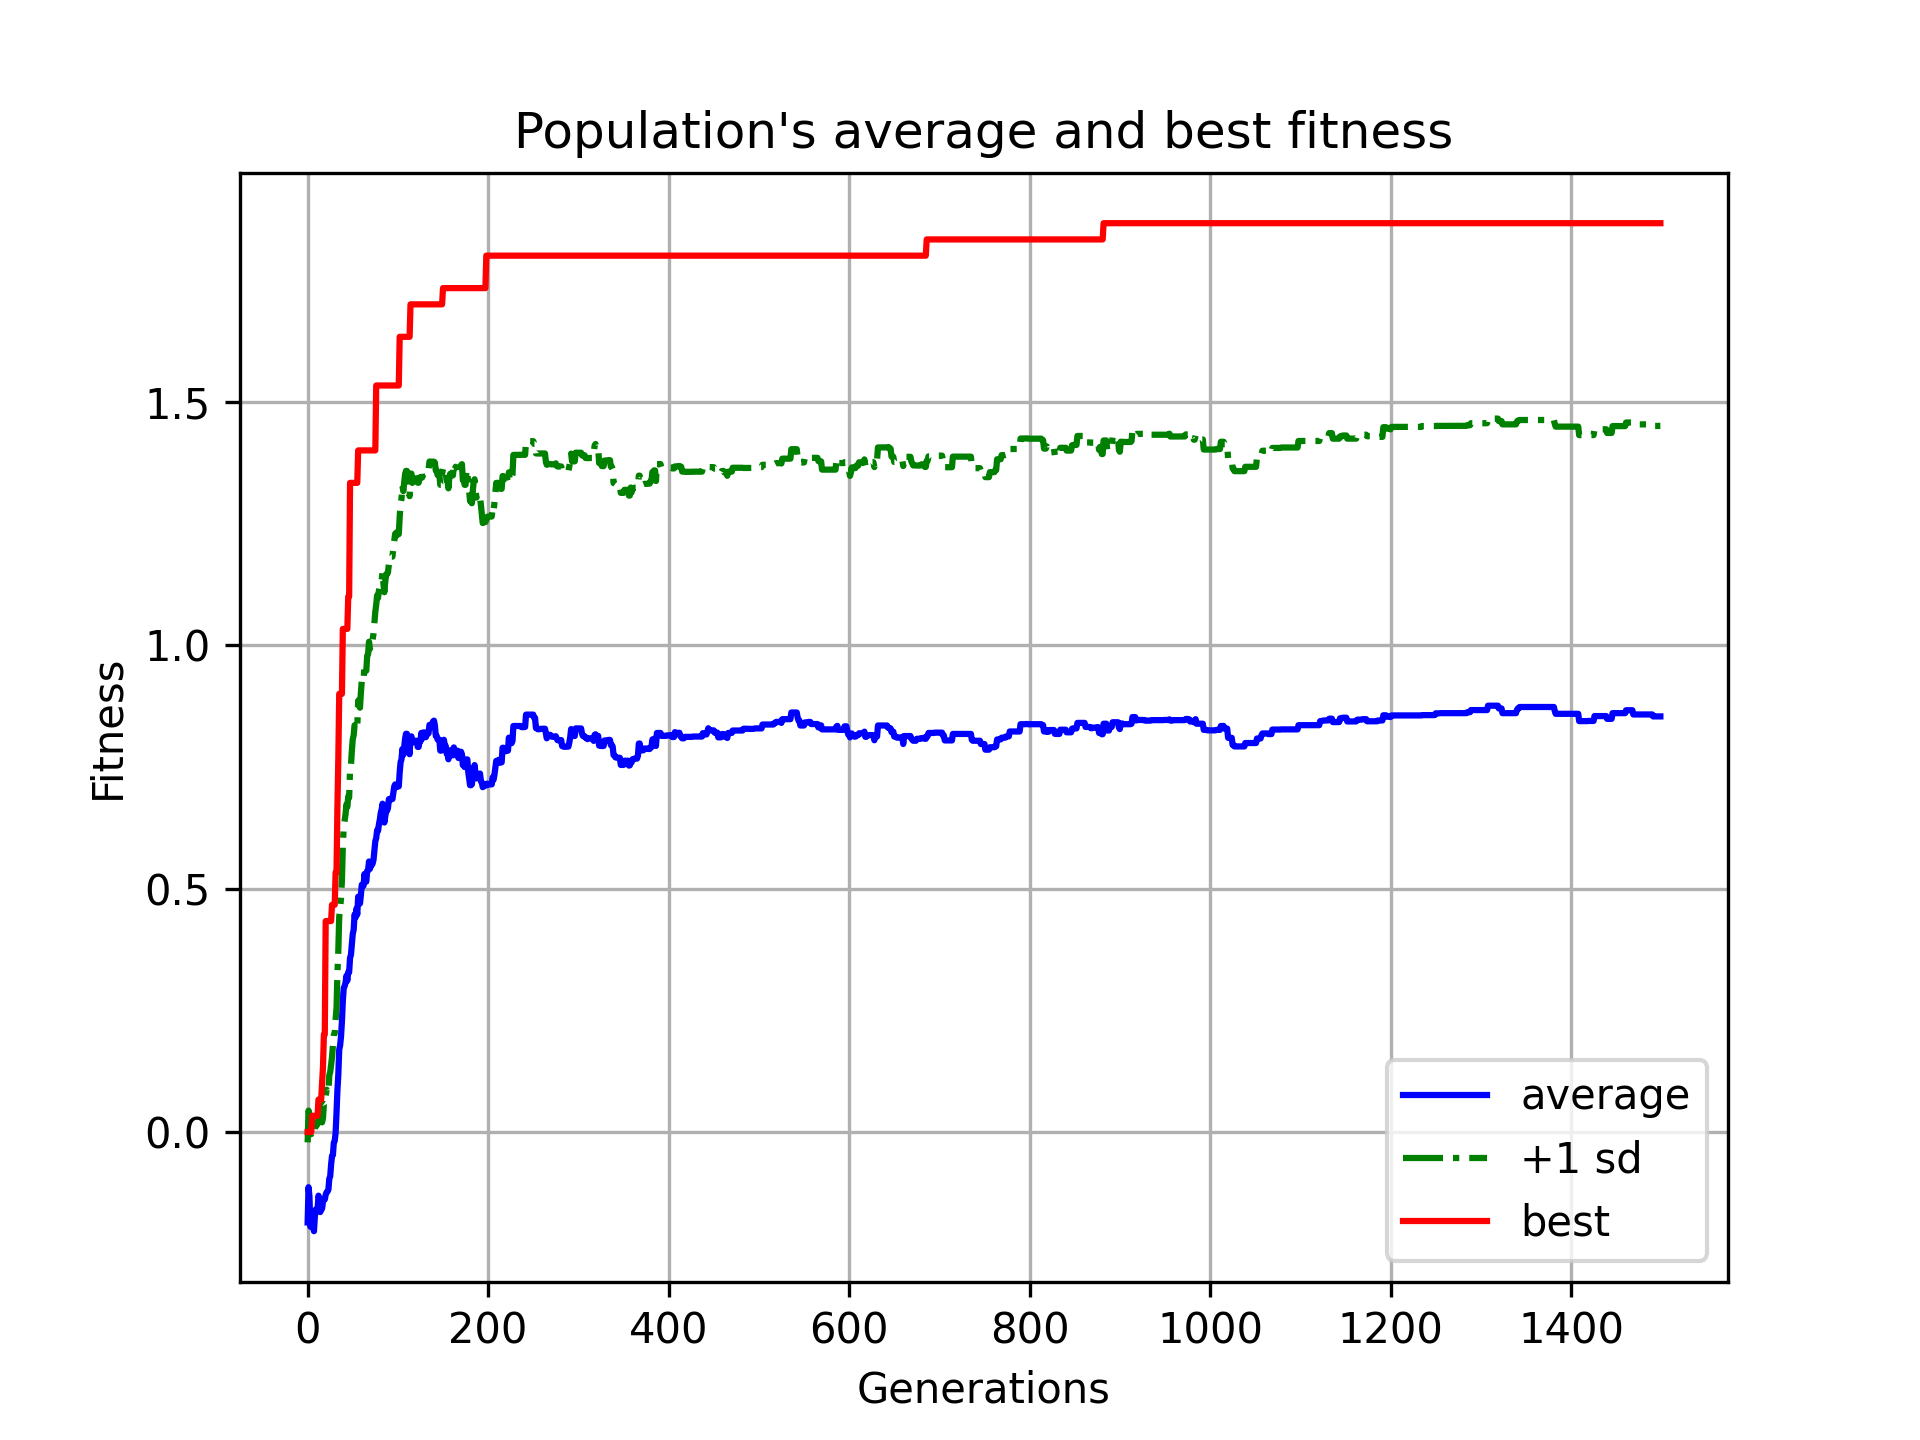 Population's average and best fitness
Fitness
1.5
1.0
0.5
0.0
0 200 400 600 800 1000 1200 1400
Generations
average
+1 sd
best